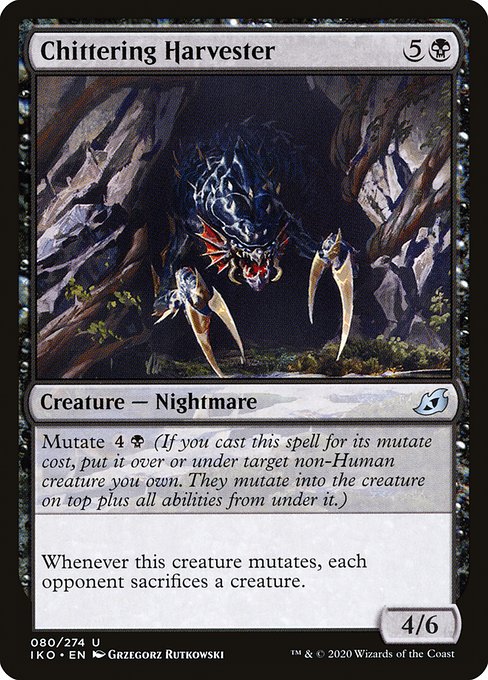 Chittering Harvester 5
Creature — Nightmare
Mutate 4 (If you cast this spell for its mutate
cost, put it over or under target non-Human
creature you own. They mutate into the creature
on top plus all abilities from under it.)
Whenever this creature mutates, each
opponent sacrifices a creature.
4/6
080/274 U
IKO • EN Grzegorz Rutkowski
™ & © 2020 Wizards of the Coast